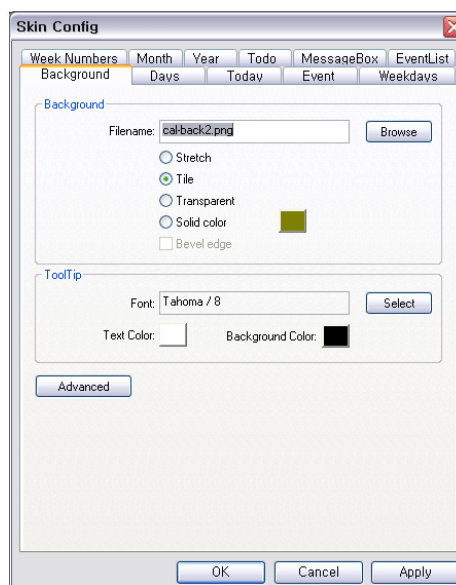 Skin Config
Week Numbers Month Year Todo MessageBox EventList
Background Days Today Event Weekdays
Background
Filename: cal-back2.png Browse
Stretch
Tile
Transparent
Solid color
Bevel edge
ToolTip
Font: Tahoma / 8 Select
Text Color: Background Color:
Advanced
OK Cancel Apply